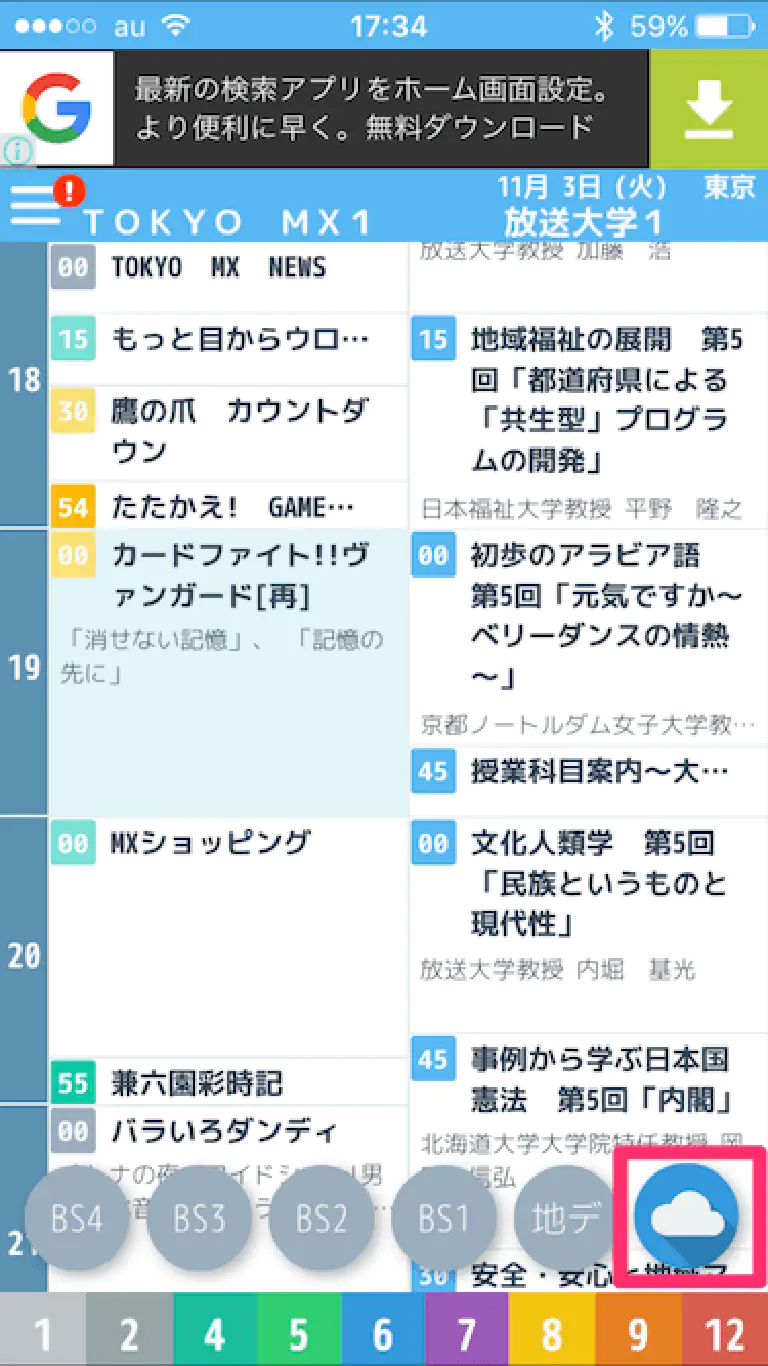 au 17:34 59%
最新の検索アプリをホーム画面設定。
より便利に早く。無料ダウンロード
11月 3日 (火) 東京
TOKYO MX1 放送大学1
18
00 TOKYO MX NEWS
15 もっと目からウロ…
30 鷹の爪 カウントダ
ウン
54 たたかえ! GAME…
19
00 カードファイト!!ヴ
ァンガード[再]
「消せない記憶」、 「記憶の
先に」
20
00 MXショッピング
55 兼六園彩時記
21
00 バラいろダンディ
放送大学教授 加藤 浩
15 地域福祉の展開 第5
回「都道府県による
「共生型」プログラ
ムの開発」
日本福祉大学教授 平野 隆之
00 初歩のアラビア語
第5回「元気ですか〜
ベリーダンスの情熱
〜」
京都ノートルダム女子大学教…
45 授業科目案内〜大…
00 文化人類学 第5回
「民族というものと
現代性」
放送大学教授 内堀 基光
45 事例から学ぶ日本国
憲法 第5回「内閣」
北海道大学大学院特任教授 岡
信弘
30 安全・安心と地域マ
BS4 BS3 BS2 BS1 地デ
1 2 4 5 6 7 8 9 12